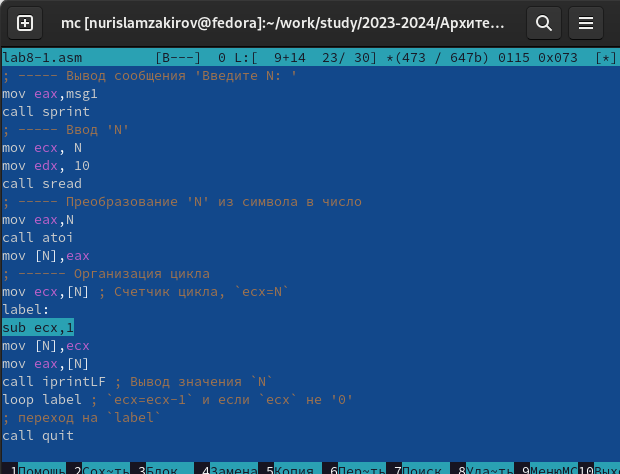 mc [nurislamzakirov@fedora]:~/work/study/2023-2024/Архите...
lab8-1.asm [B---] 0 L:[ 9+14 23/ 30] *(473 / 647b) 0115 0x073 [*]
; ----- Вывод сообщения 'Введите N: '
mov eax,msg1
call sprint
; ----- Ввод 'N'
mov ecx, N
mov edx, 10
call sread
; ----- Преобразование 'N' из символа в число
mov eax,N
call atoi
mov [N],eax
; ------ Организация цикла
mov ecx,[N] ; Счетчик цикла, `ecx=N`
label:
sub ecx,1
mov [N],ecx
mov eax,[N]
call iprintLF ; Вывод значения `N`
loop label ; `ecx=ecx-1` и если `ecx` не '0'
; переход на `label`
call quit
1Помощь 2Сох~ть 3Блок 4Замена 5Копия 6Пер~ть 7Поиск 8Уда~ть 9МенюMC10Вых